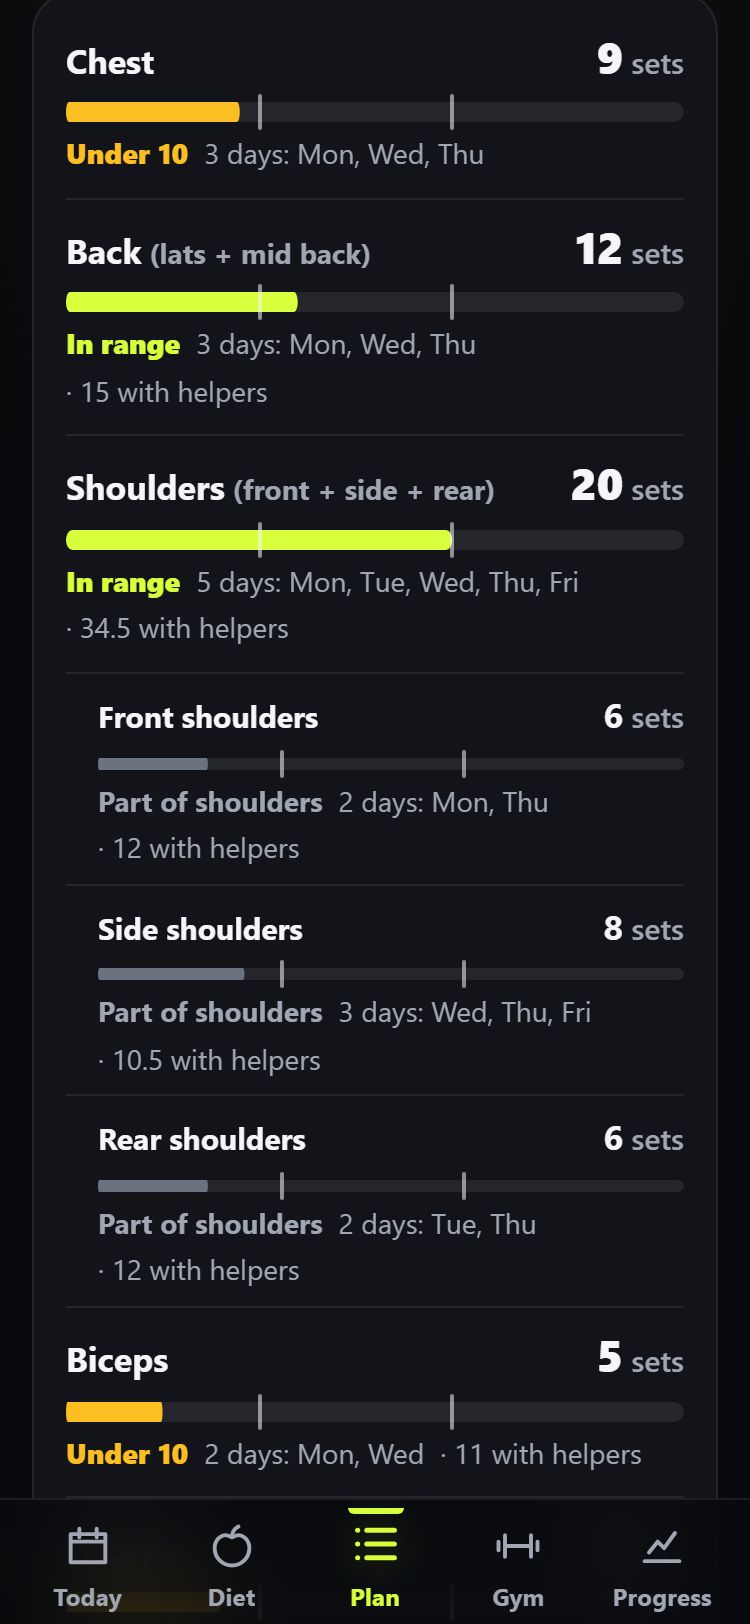 Chest 9 sets
Under 10 3 days: Mon, Wed, Thu
Back (lats + mid back) 12 sets
In range 3 days: Mon, Wed, Thu
· 15 with helpers
Shoulders (front + side + rear) 20 sets
In range 5 days: Mon, Tue, Wed, Thu, Fri
· 34.5 with helpers
Front shoulders 6 sets
Part of shoulders 2 days: Mon, Thu
· 12 with helpers
Side shoulders 8 sets
Part of shoulders 3 days: Wed, Thu, Fri
· 10.5 with helpers
Rear shoulders 6 sets
Part of shoulders 2 days: Tue, Thu
· 12 with helpers
Biceps 5 sets
Under 10 2 days: Mon, Wed · 11 with helpers
Today Diet Plan Gym Progress